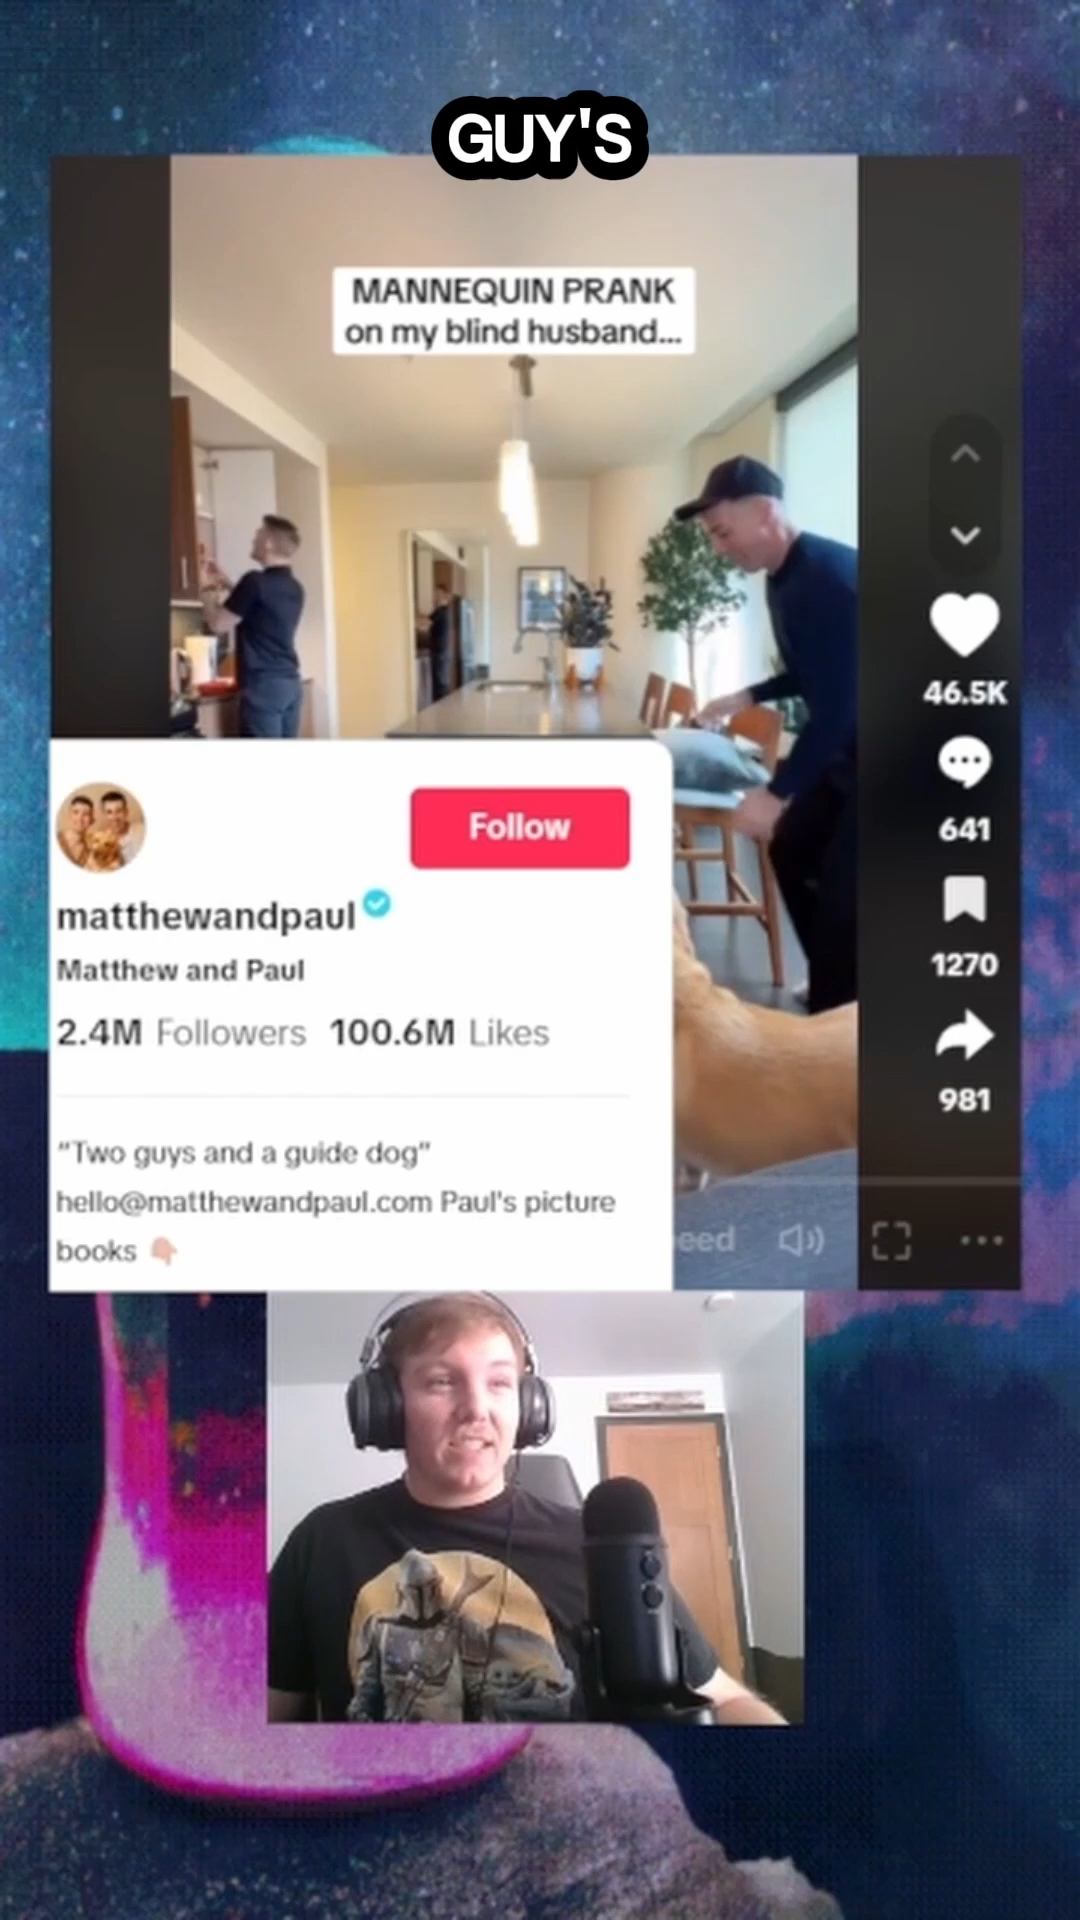 GUY'S
MANNEQUIN PRANK
on my blind husband...
46.5K
Follow
641
matthewandpaul
Matthew and Paul
1270
2.4M Followers 100.6M Likes
981
"Two guys and a guide dog"
hello@matthewandpaul.com Paul's picture
books
eed